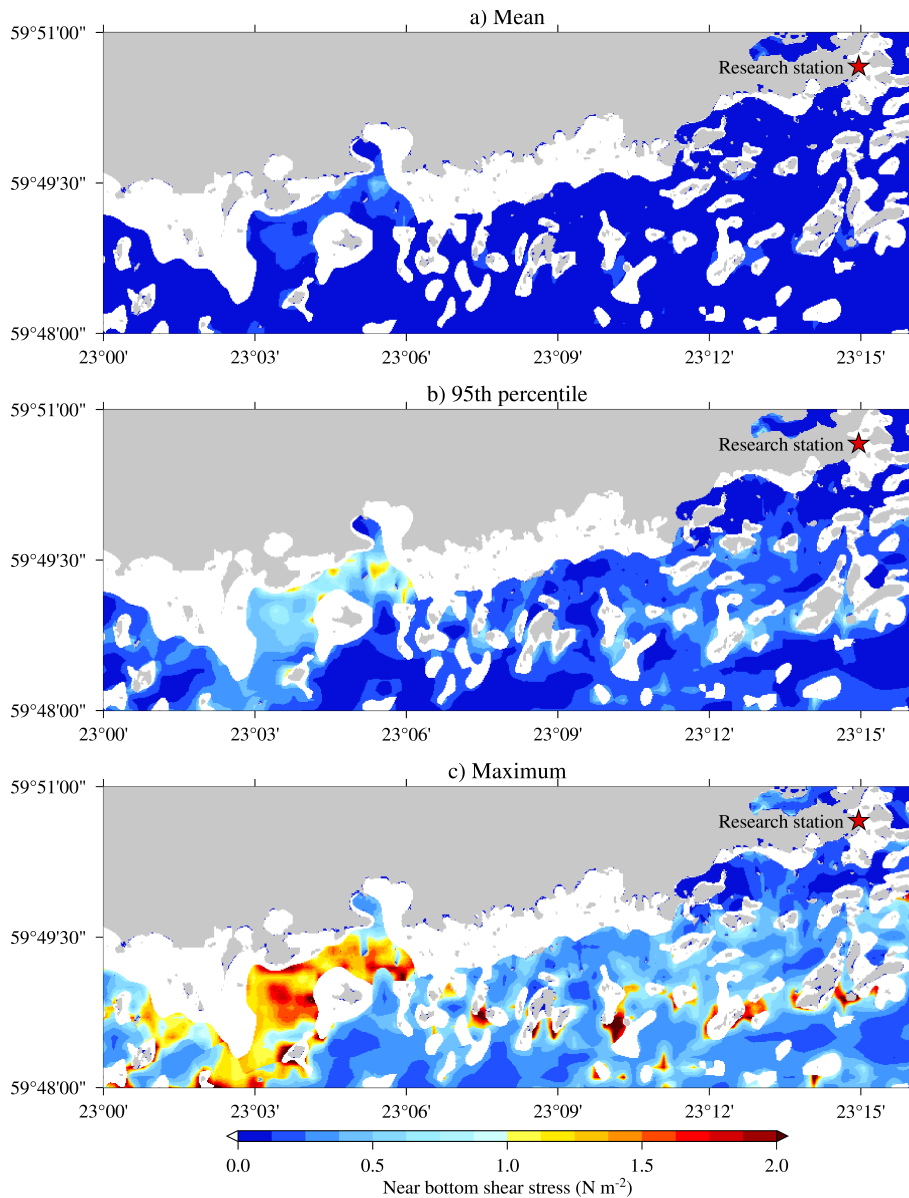 a) Mean
59°51'00"
Research station
59°49'30"
59°48'00"
23°00' 23°03' 23°06' 23°09' 23°12' 23°15'
b) 95th percentile
59°51'00"
Research station
59°49'30"
59°48'00"
23°00' 23°03' 23°06' 23°09' 23°12' 23°15'
c) Maximum
59°51'00"
Research station
59°49'30"
59°48'00"
23°00' 23°03' 23°06' 23°09' 23°12' 23°15'
0.0 0.5 1.0 1.5 2.0
Near bottom shear stress (N m⁻²)